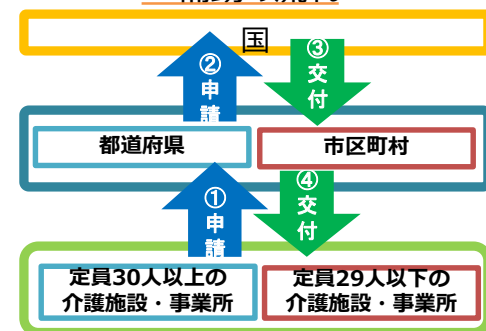 国
②
申
請
③
交
付
都道府県
市区町村
①
申
請
④
交
付
定員30人以上の
介護施設・事業所
定員29人以下の
介護施設・事業所